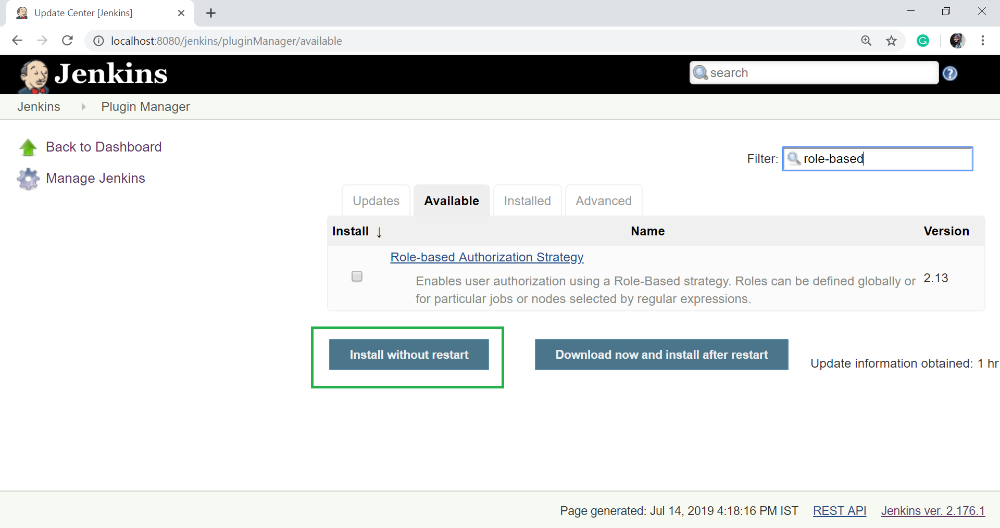 Update Center [Jenkins]
localhost:8080/jenkins/pluginManager/available
Jenkins
search
Jenkins
Plugin Manager
Back to Dashboard
Manage Jenkins
Filter: role-based
Updates
Available
Installed
Advanced
Install ↓ Name Version
Role-based Authorization Strategy
Enables user authorization using a Role-Based strategy. Roles can be defined globally or
for particular jobs or nodes selected by regular expressions.
2.13
Install without restart
Download now and install after restart
Update information obtained: 1 hr
Page generated: Jul 14, 2019 4:18:16 PM IST
REST API
Jenkins ver. 2.176.1